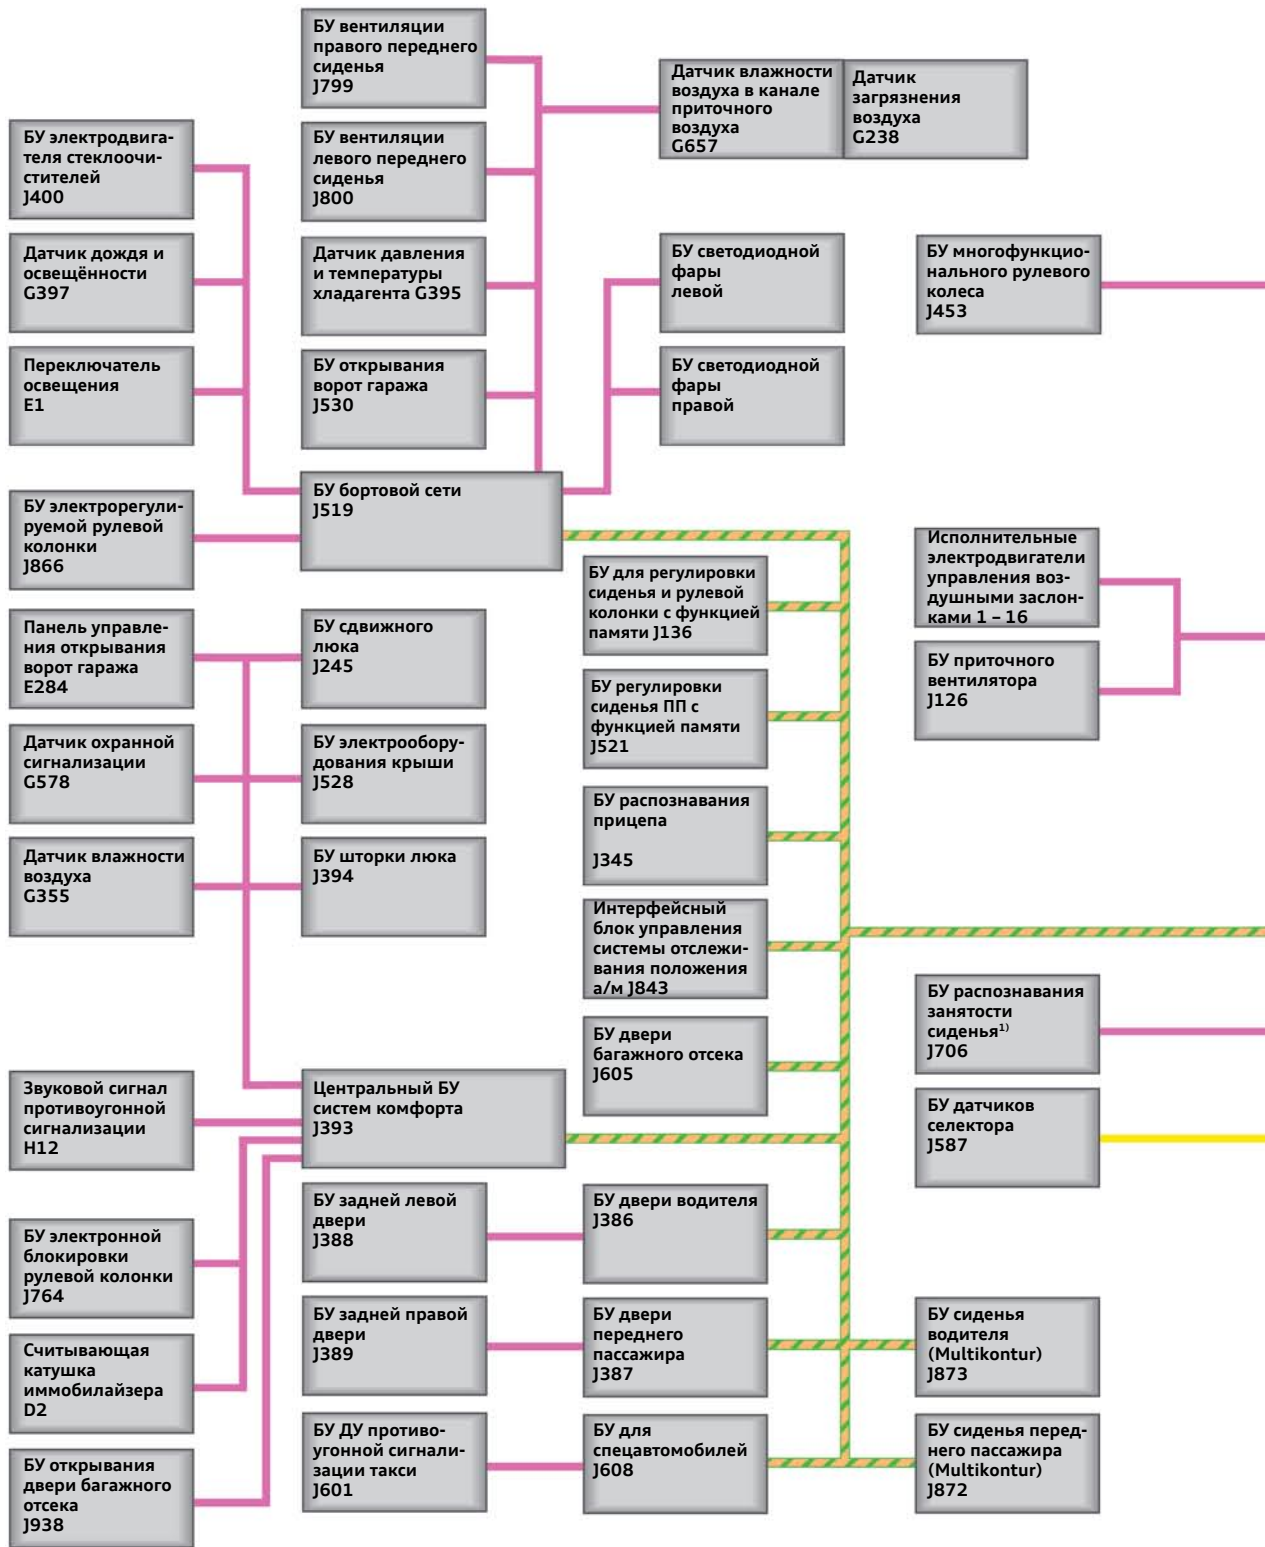 БУ вентиляции
правого переднего
сиденья
J799
Датчик влажности
воздуха в канале
приточного
воздуха
G657
Датчик
загрязнения
воздуха
G238
БУ электродвига-
теля стеклоочи-
стителей
J400
БУ вентиляции
левого переднего
сиденья
J800
Датчик дождя и
освещённости
G397
Датчик давления
и температуры
хладагента G395
БУ светодиодной
фары
левой
БУ многофункцио-
нального рулевого
колеса
J453
Переключатель
освещения
E1
БУ открывания
ворот гаража
J530
БУ светодиодной
фары
правой
БУ бортовой сети
J519
БУ электрорегули-
руемой рулевой
колонки
J866
Исполнительные
электродвигатели
управления воз-
душными заслон-
ками 1 – 16
БУ для регулировки
сиденья и рулевой
колонки с функцией
памяти J136
Панель управле-
ния открывания
ворот гаража
E284
БУ сдвижного
люка
J245
БУ приточного
вентилятора
J126
БУ регулировки
сиденья ПП с
функцией памяти
J521
Датчик охранной
сигнализации
G578
БУ электрообору-
дования крыши
J528
БУ распознавания
прицепа
J345
Датчик влажности
воздуха
G355
БУ шторки люка
J394
Интерфейсный
блок управления
системы отслежи-
вания положения
а/м J843
БУ распознавания
занятости
сиденья1)
J706
БУ двери
багажного отсека
J605
Звуковой сигнал
противоугонной
сигнализации
H12
Центральный БУ
систем комфорта
J393
БУ датчиков
селектора
J587
БУ задней левой
двери
J388
БУ двери водителя
J386
БУ электронной
блокировки
рулевой колонки
J764
БУ задней правой
двери
J389
БУ двери
переднего
пассажира
J387
БУ сиденья
водителя
(Multikontur)
J873
Считывающая
катушка
иммобилайзера
D2
БУ ДУ противо-
угонной сигнали-
зации такси
J601
БУ для
спецавтомобилей
J608
БУ сиденья перед-
него пассажира
(Multikontur)
J872
БУ открывания
двери багажного
отсека
J938